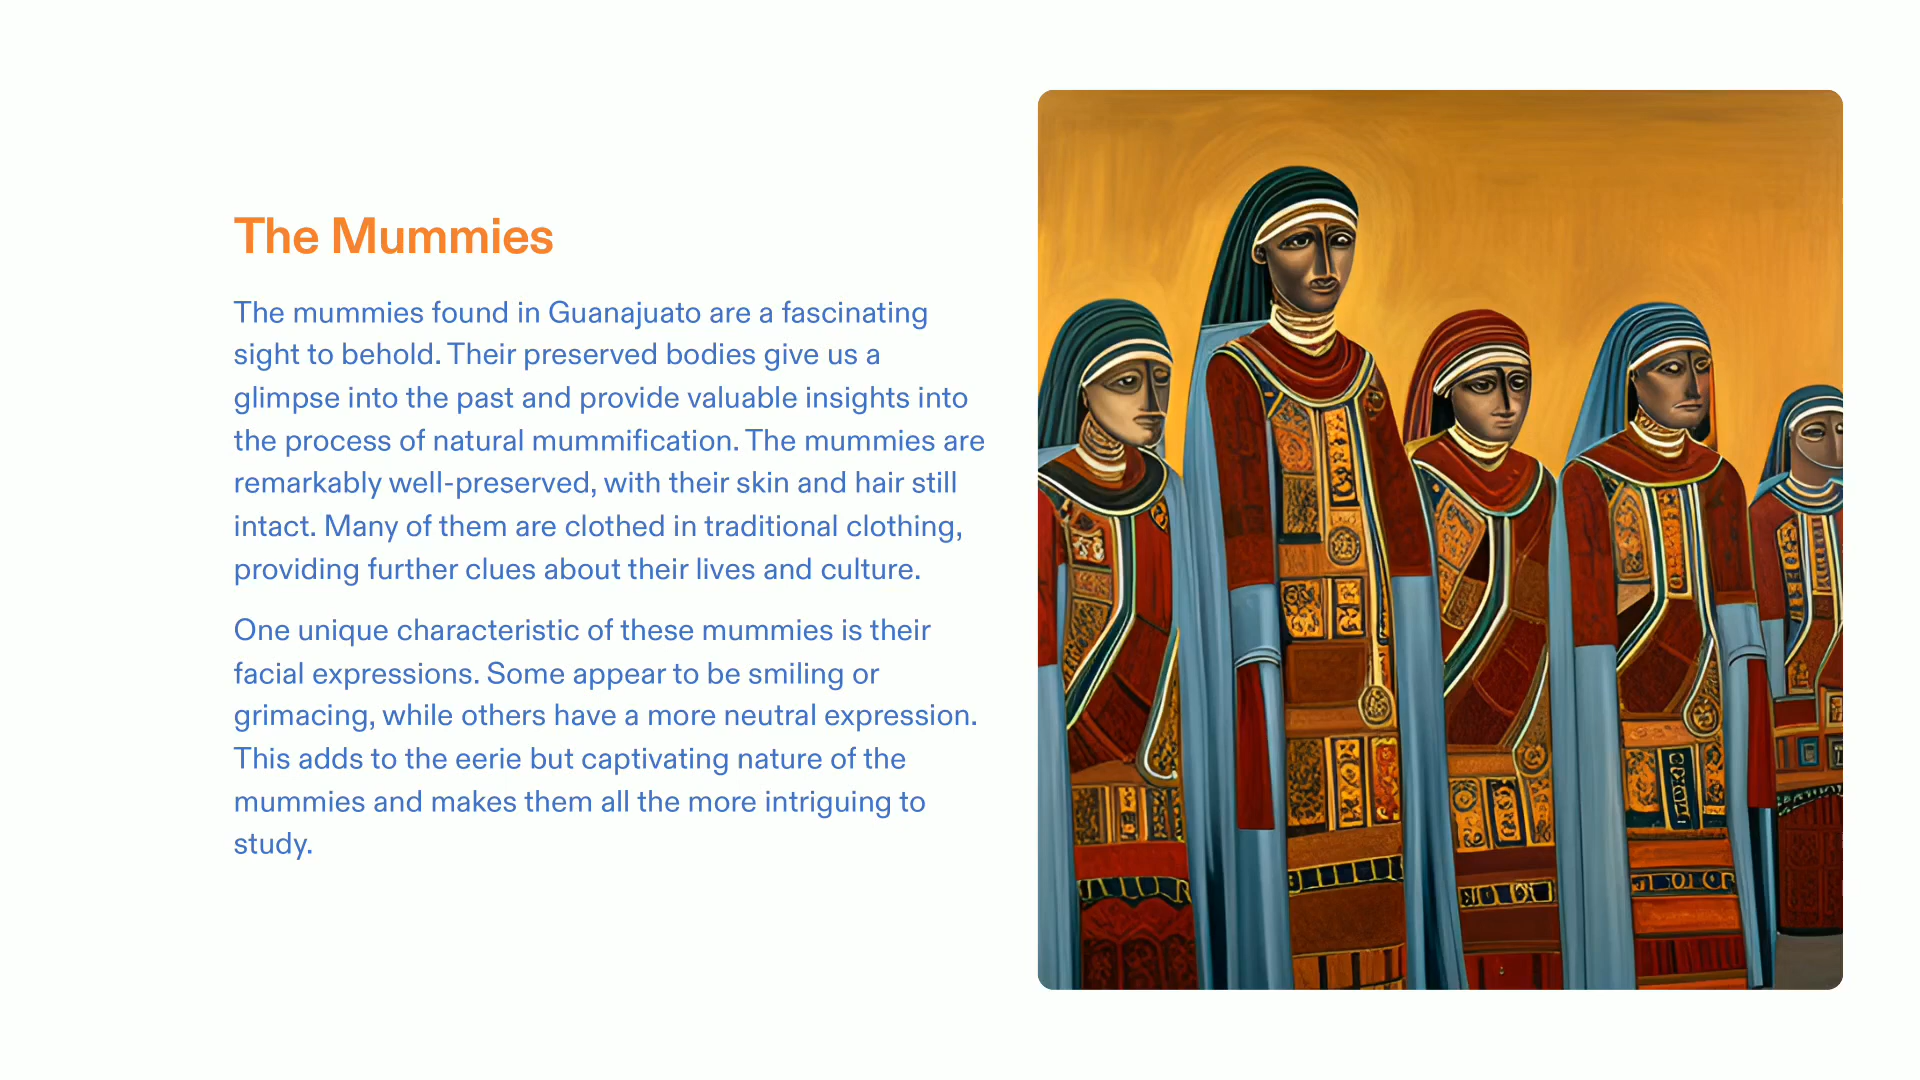 The Mummies
The mummies found in Guanajuato are a fascinating
sight to behold. Their preserved bodies give us a
glimpse into the past and provide valuable insights into
the process of natural mummification. The mummies are
remarkably well-preserved, with their skin and hair still
intact. Many of them are clothed in traditional clothing,
providing further clues about their lives and culture.
One unique characteristic of these mummies is their
facial expressions. Some appear to be smiling or
grimacing, while others have a more neutral expression.
This adds to the eerie but captivating nature of the
mummies and makes them all the more intriguing to
study.